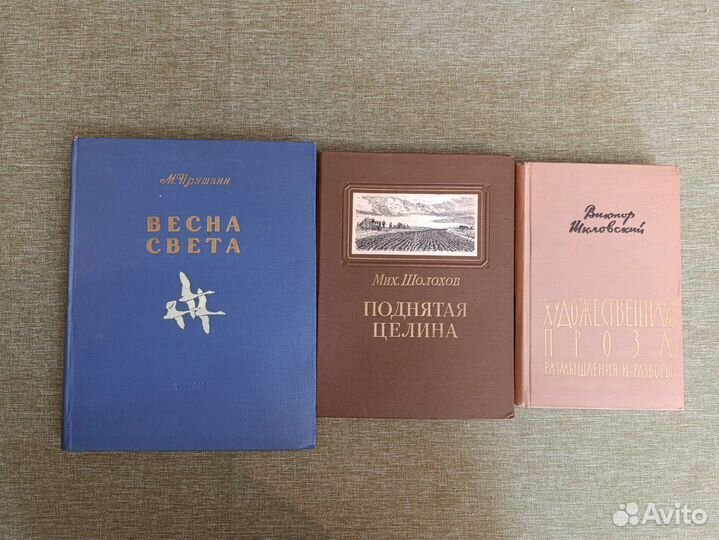 М. Пришвин
ВЕСНА
СВЕТА
Мих. Шолохов
ПОДНЯТАЯ
ЦЕЛИНА
Виктор
Шкловский
ХУДОЖЕСТВЕННАЯ
ПРОЗА
РАЗМЫШЛЕНИЯ И РАЗБОРЫ
Avito